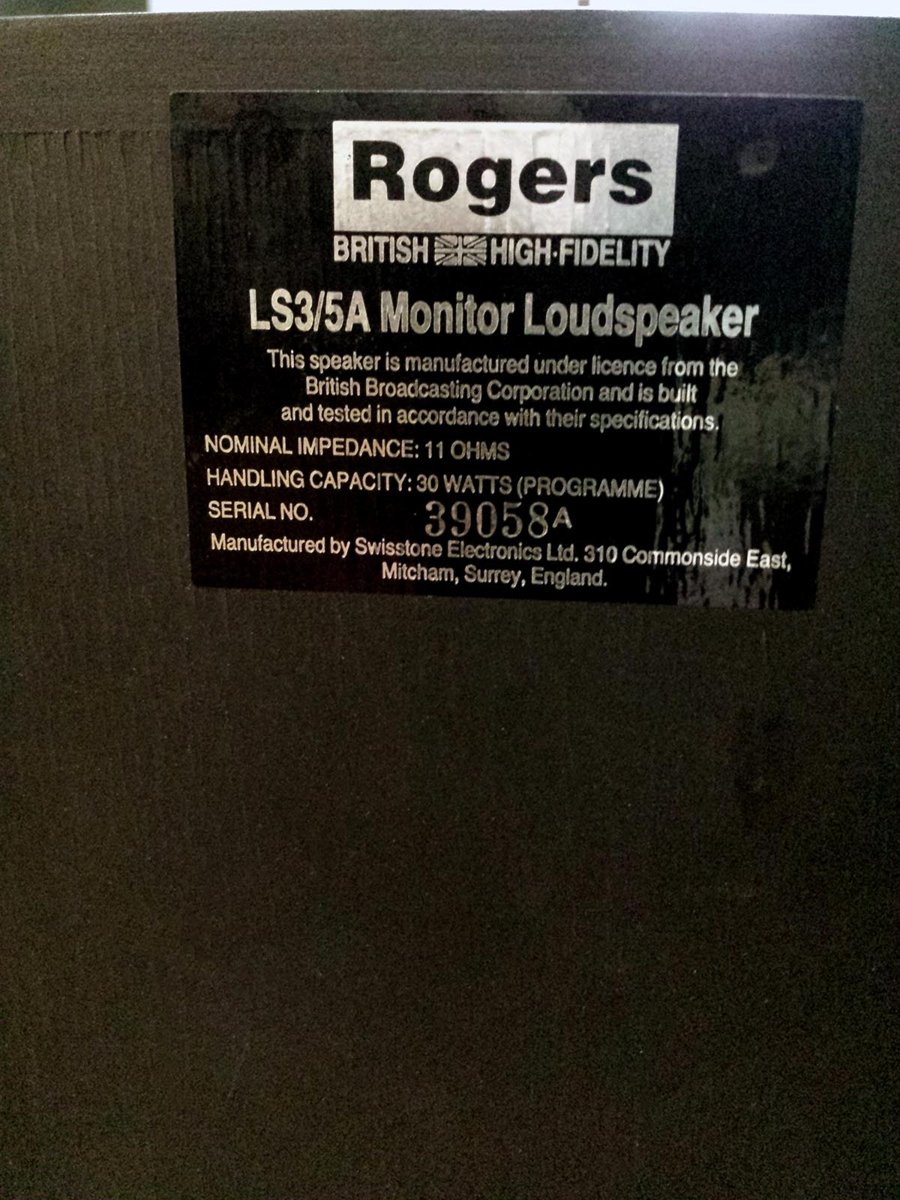 Rogers
BRITISH HIGH·FIDELITY
LS3/5A Monitor Loudspeaker
This speaker is manufactured under licence from the
British Broadcasting Corporation and is built
and tested in accordance with their specifications.
NOMINAL IMPEDANCE: 11 OHMS
HANDLING CAPACITY: 30 WATTS (PROGRAMME)
SERIAL NO. 39058A
Manufactured by Swisstone Electronics Ltd. 310 Commonside East,
Mitcham, Surrey, England.